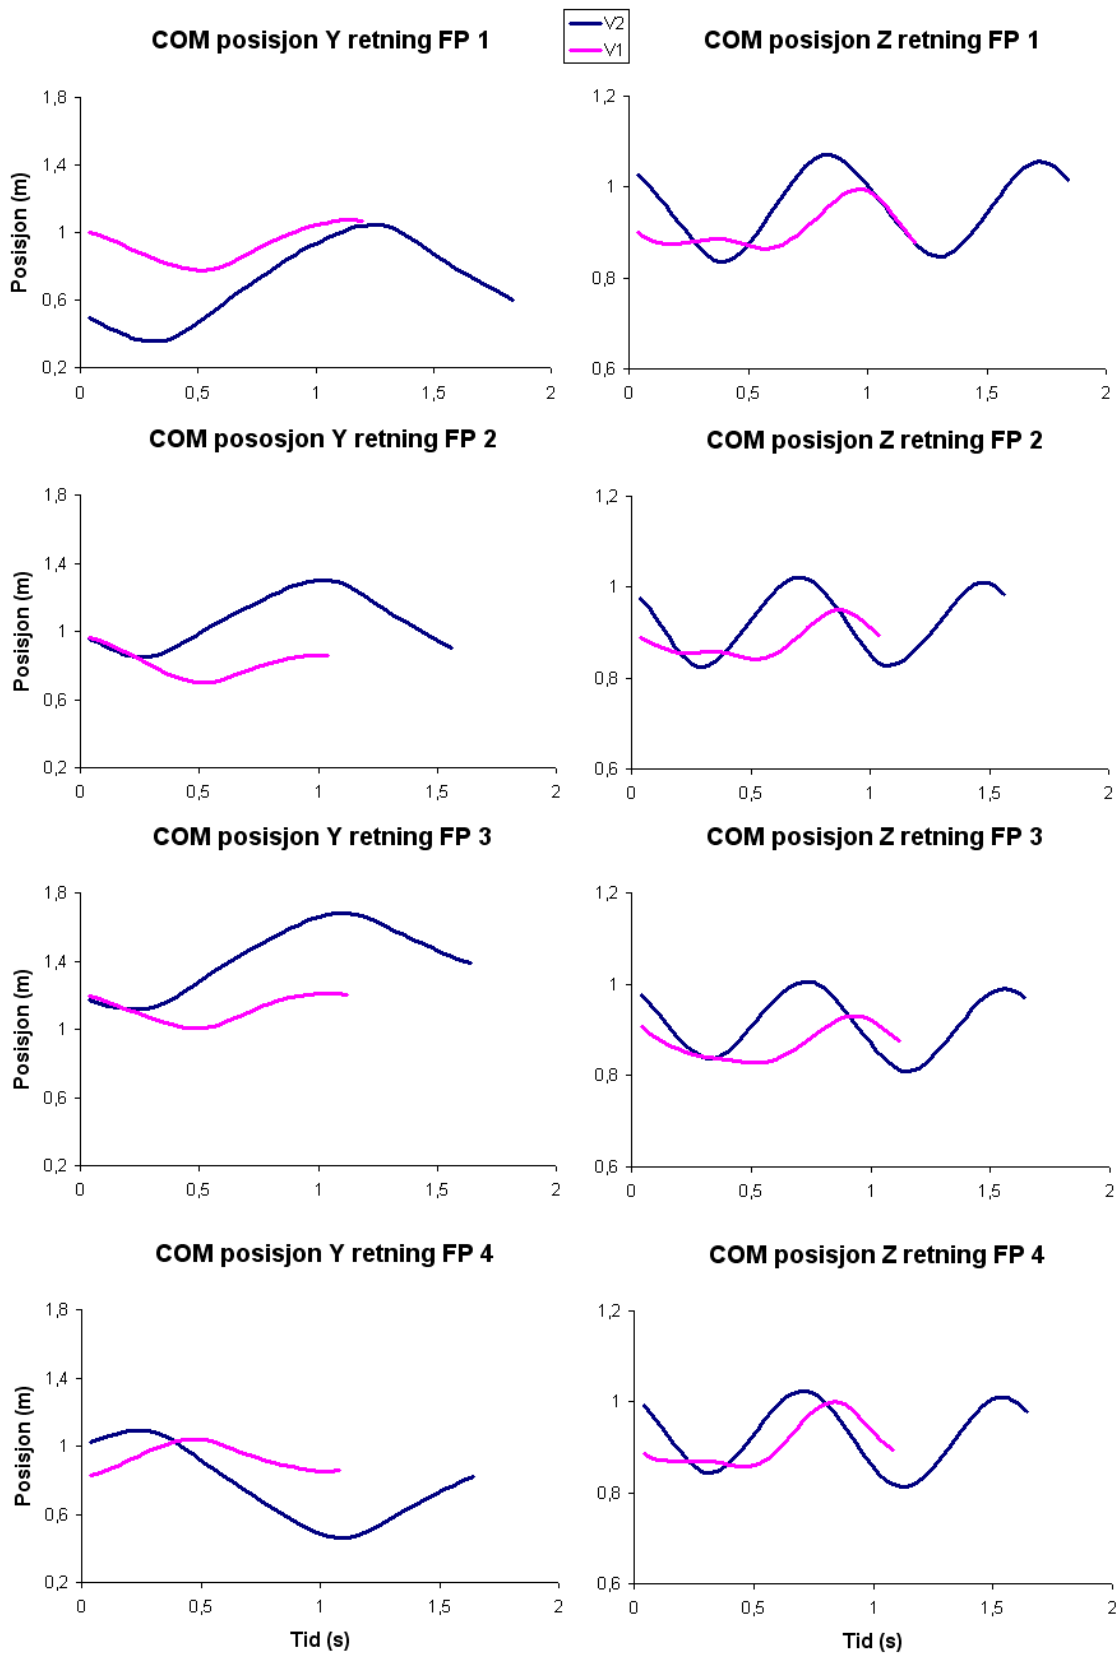 COM posisjon Y retning FP 1
V2
V1
COM posisjon Z retning FP 1
Posisjon (m)
1,8
1,4
1
0,6
0,2
0 0,5 1 1,5 2
1,2
1
0,8
0,6
0 0,5 1 1,5 2
COM pososjon Y retning FP 2
COM posisjon Z retning FP 2
Posisjon (m)
1,8
1,4
1
0,6
0,2
0 0,5 1 1,5 2
1,2
1
0,8
0,6
0 0,5 1 1,5 2
COM posisjon Y retning FP 3
COM posisjon Z retning FP 3
Posisjon (m)
1,8
1,4
1
0,6
0,2
0 0,5 1 1,5 2
1,2
1
0,8
0,6
0 0,5 1 1,5 2
COM posisjon Y retning FP 4
COM posisjon Z retning FP 4
Posisjon (m)
1,8
1,4
1
0,6
0,2
0 0,5 1 1,5 2
Tid (s)
1,2
1
0,8
0,6
0 0,5 1 1,5 2
Tid (s)